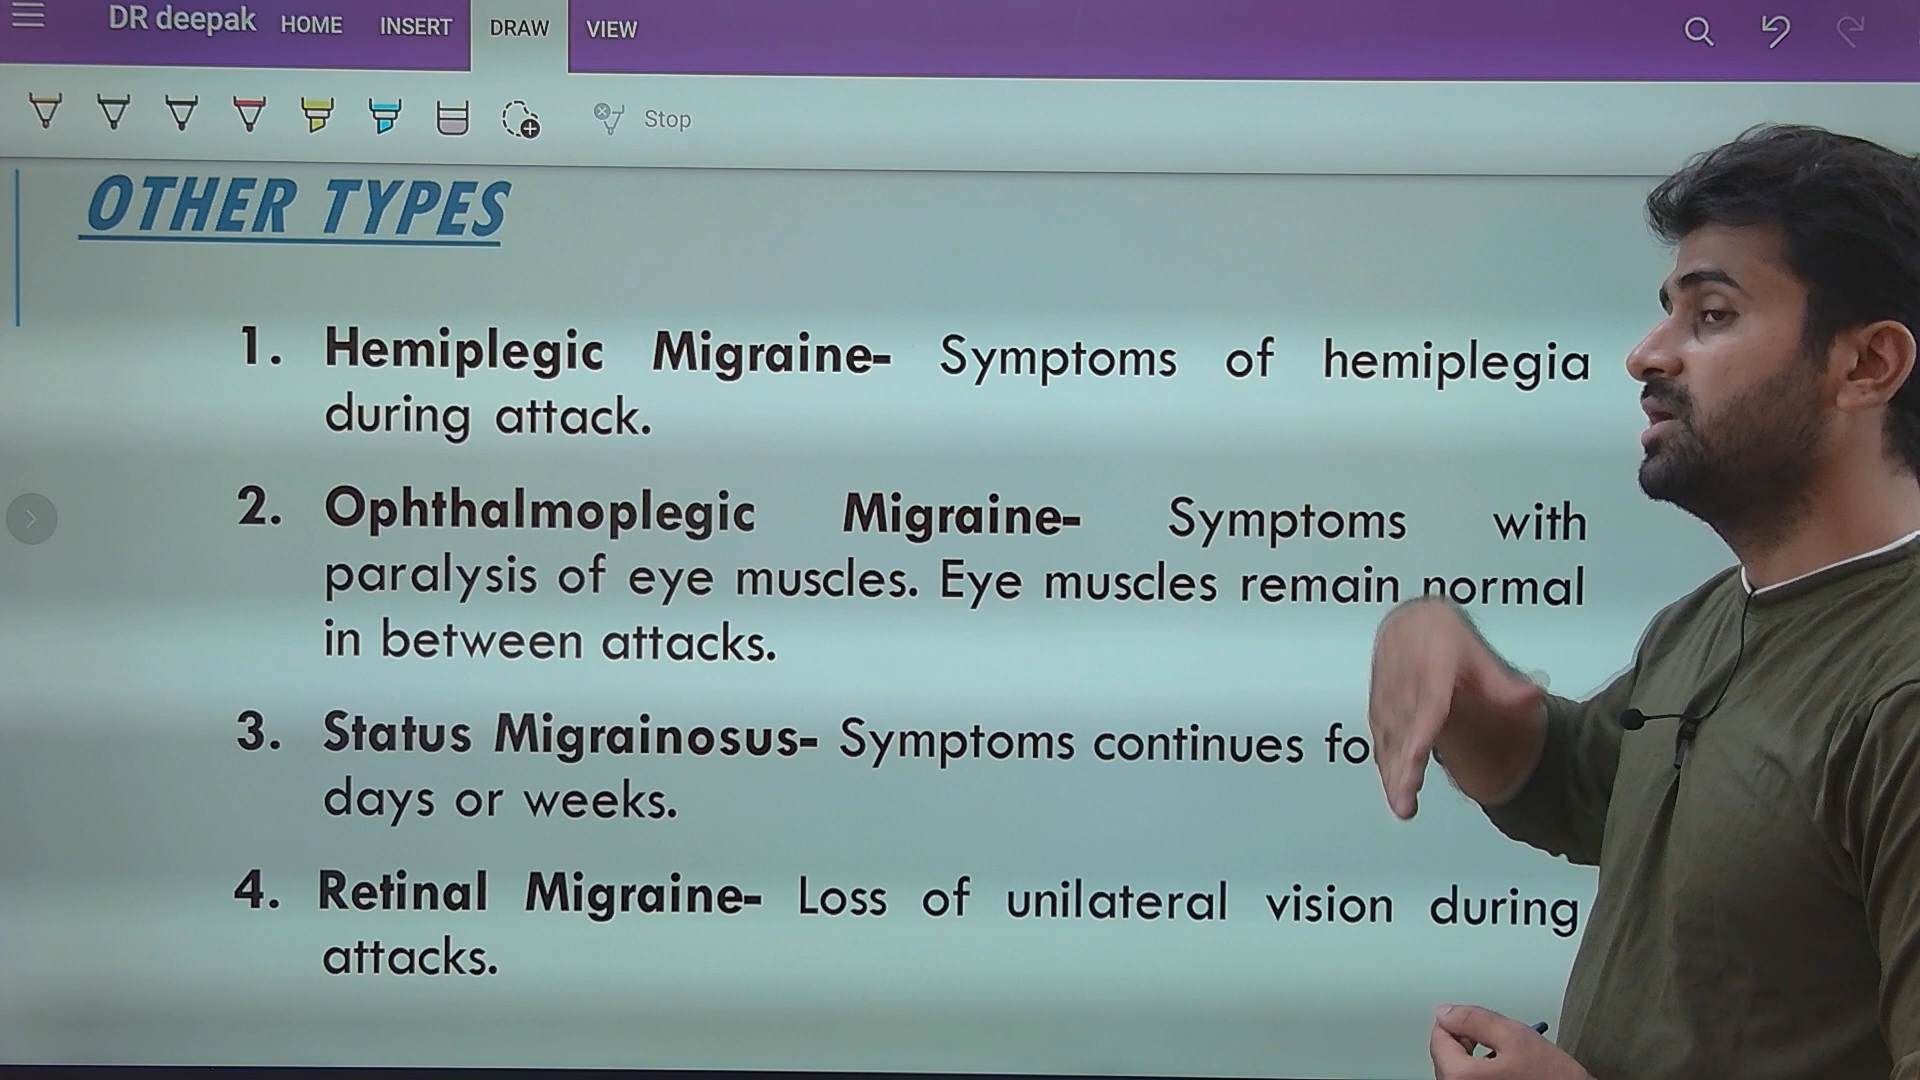 DR deepak HOME INSERT DRAW VIEW
Stop
OTHER TYPES
1. Hemiplegic Migraine- Symptoms of hemiplegia
during attack.
2. Ophthalmoplegic Migraine- Symptoms with
paralysis of eye muscles. Eye muscles remain normal
in between attacks.
3. Status Migrainosus- Symptoms continues
days or weeks.
4. Retinal Migraine- Loss of unilateral vision during
attacks.